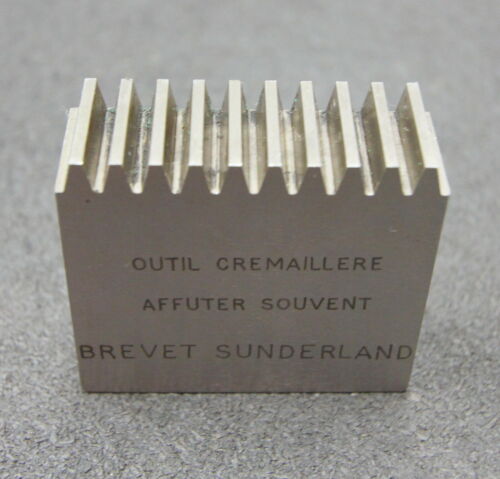 OUTIL CREMAILLERE
AFFUTER SOUVENT
BREVET SUNDERLAND